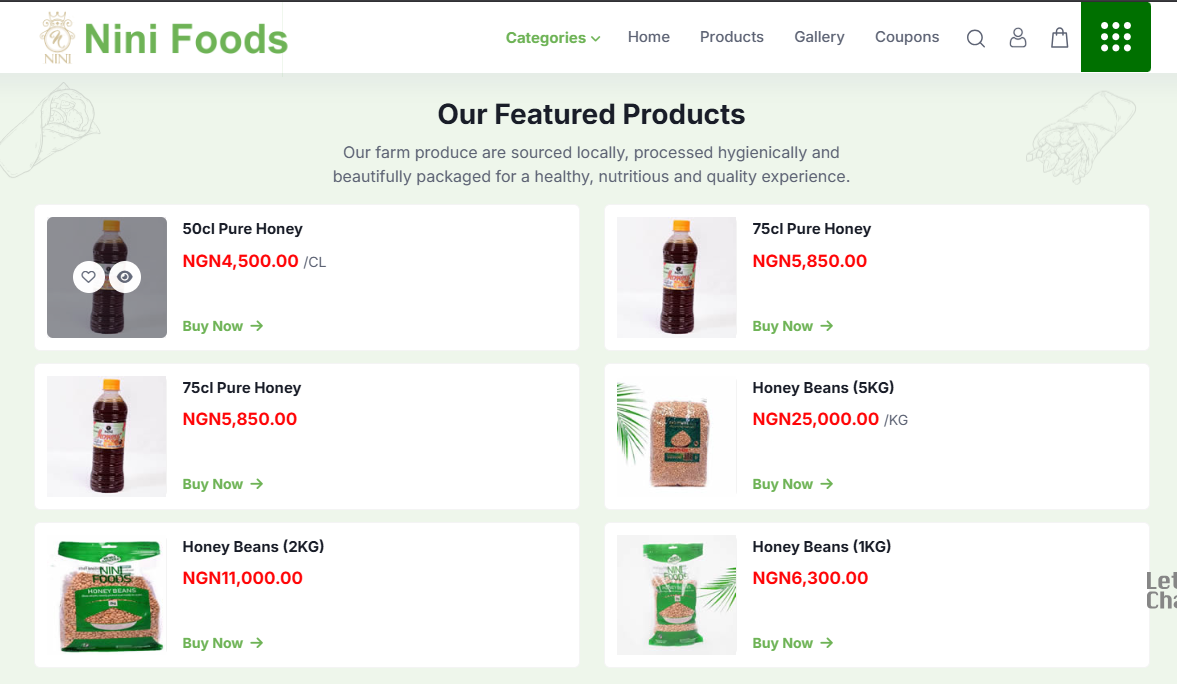 NINI
Nini Foods
Categories
Home
Products
Gallery
Coupons
Our Featured Products
Our farm produce are sourced locally, processed hygienically and
beautifully packaged for a healthy, nutritious and quality experience.
50cl Pure Honey
NGN4,500.00 /CL
Buy Now
75cl Pure Honey
NGN5,850.00
Buy Now
75cl Pure Honey
NGN5,850.00
Buy Now
Honey Beans (5KG)
NGN25,000.00 /KG
Buy Now
NINI
FOODS
HONEY BEANS
Honey Beans (2KG)
NGN11,000.00
Buy Now
NINI
FOODS
Honey Beans (1KG)
NGN6,300.00
Buy Now
Let
Cha